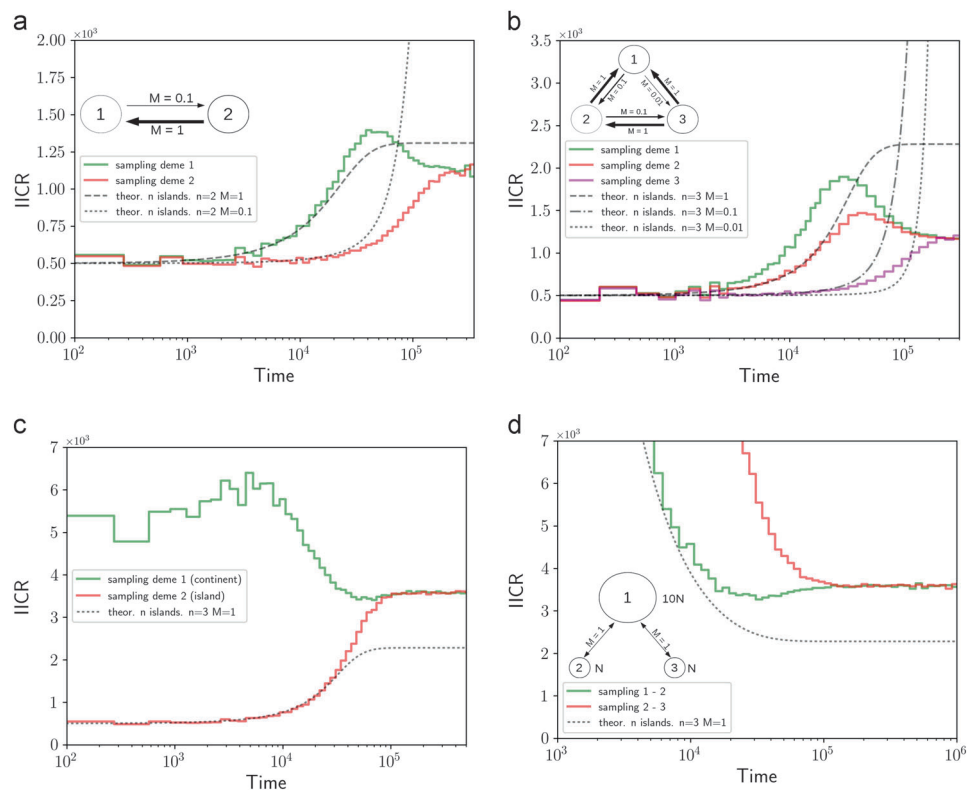 a
×10³
2.00
1.75
1.50
1.25
1.00
0.75
0.50
0.25
0.00
IICR
10² 10³ 10⁴ 10⁵
Time
1 M = 0.1 2
M = 1
sampling deme 1
sampling deme 2
theor. n islands. n=2 M=1
theor. n islands. n=2 M=0.1
b
×10³
3.5
3.0
2.5
2.0
1.5
1.0
0.5
0.0
IICR
10² 10³ 10⁴ 10⁵
Time
1
M = 1
M = 0.1
M = 0.01
M = 1
2 M = 0.1 3
M = 1
sampling deme 1
sampling deme 2
sampling deme 3
theor. n islands. n=3 M=1
theor. n islands. n=3 M=0.1
theor. n islands. n=3 M=0.01
c
×10³
7
6
5
4
3
2
1
0
IICR
10² 10³ 10⁴ 10⁵
Time
sampling deme 1 (continent)
sampling deme 2 (island)
theor. n islands. n=3 M=1
d
×10³
7
6
5
4
3
2
1
0
IICR
10³ 10⁴ 10⁵ 10⁶
Time
1 10N
M = 1
M = 1
2 N
3 N
sampling 1 - 2
sampling 2 - 3
theor. n islands. n=3 M=1